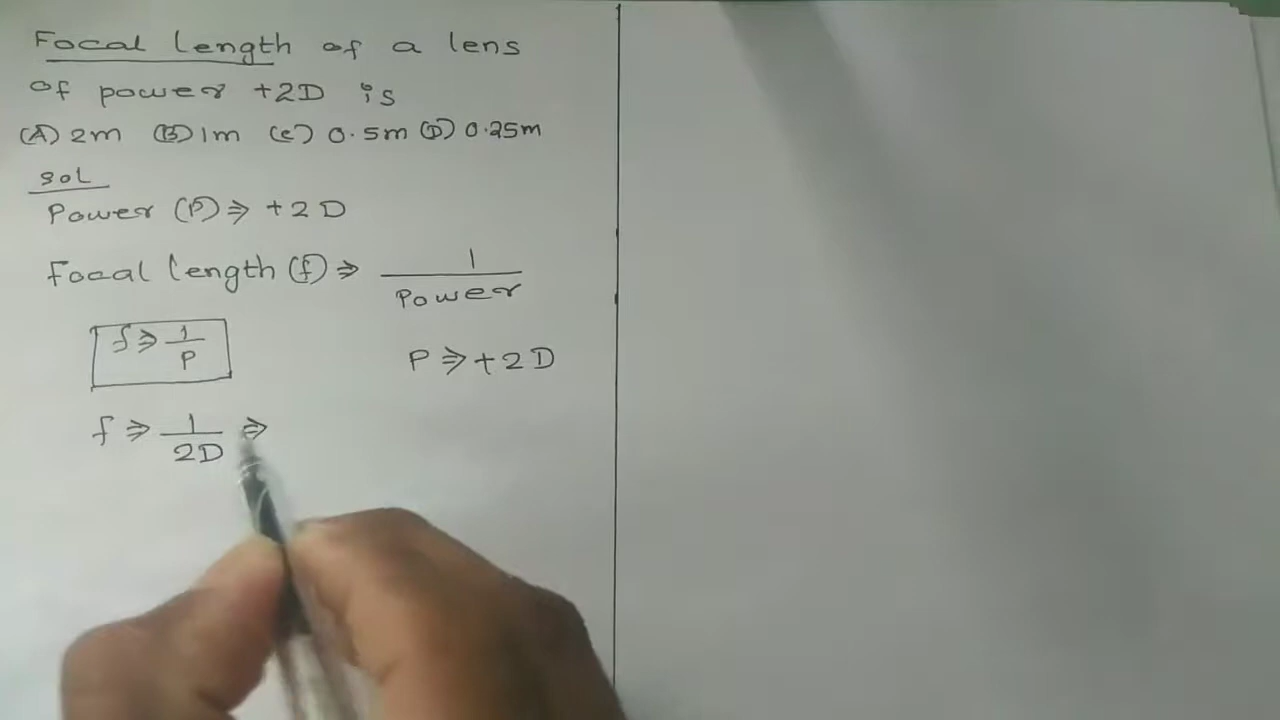 Focal length of a lens
of power +2D is
(A) 2m (B) 1m (C) 0.5m (D) 0.25m
Sol
Power (P) ⇒ +2D
Focal length (f) ⇒ 1/Power
f ⇒ 1/P
P ⇒ +2D
f ⇒ 1/2D ⇒